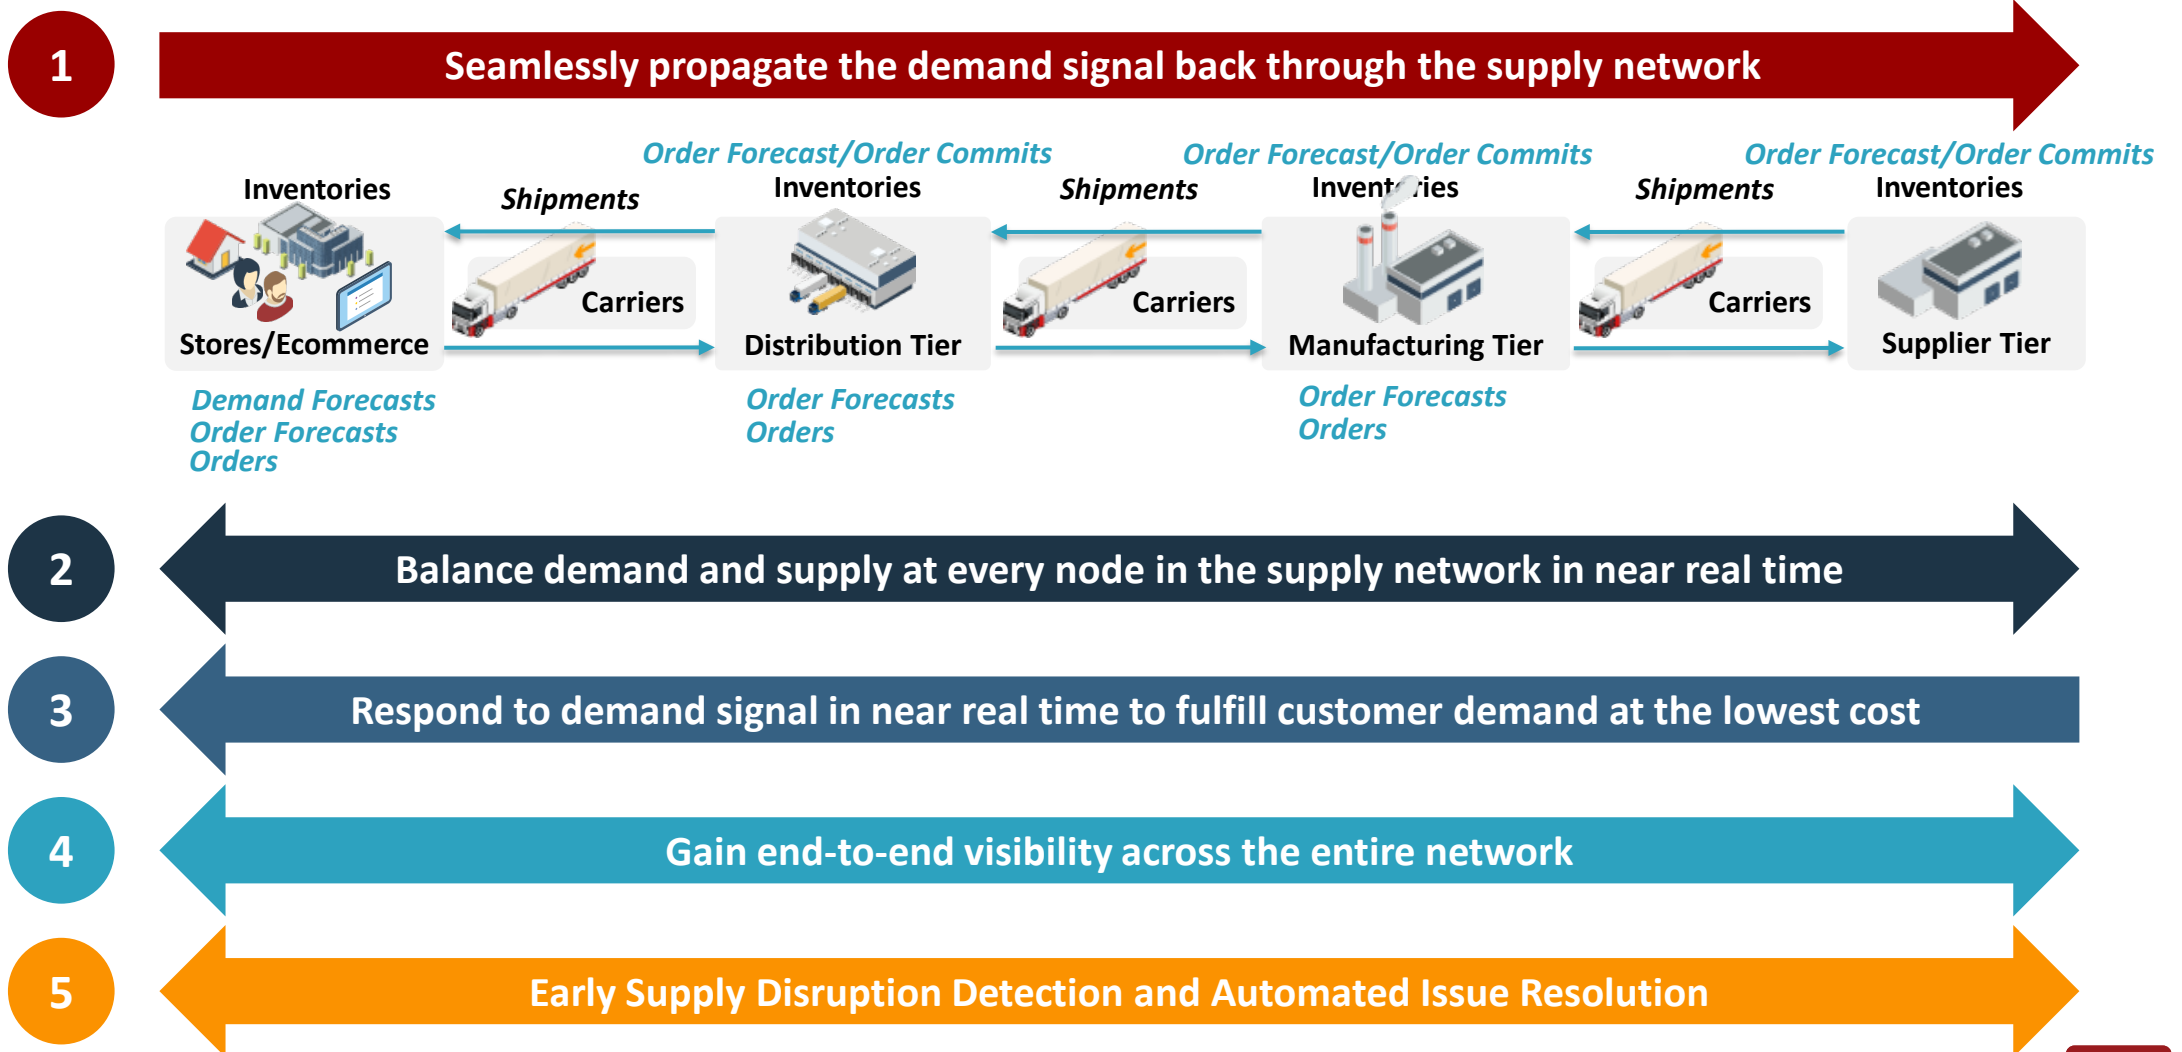 1
Seamlessly propagate the demand signal back through the supply network
Order Forecast/Order Commits
Order Forecast/Order Commits
Order Forecast/Order Commits
Inventories
Shipments
Inventories
Shipments
Inventories
Shipments
Inventories
Carriers
Carriers
Carriers
Stores/Ecommerce
Distribution Tier
Manufacturing Tier
Supplier Tier
Demand Forecasts
Order Forecasts
Orders
Order Forecasts
Orders
Order Forecasts
Orders
2
Balance demand and supply at every node in the supply network in near real time
3
Respond to demand signal in near real time to fulfill customer demand at the lowest cost
4
Gain end-to-end visibility across the entire network
5
Early Supply Disruption Detection and Automated Issue Resolution